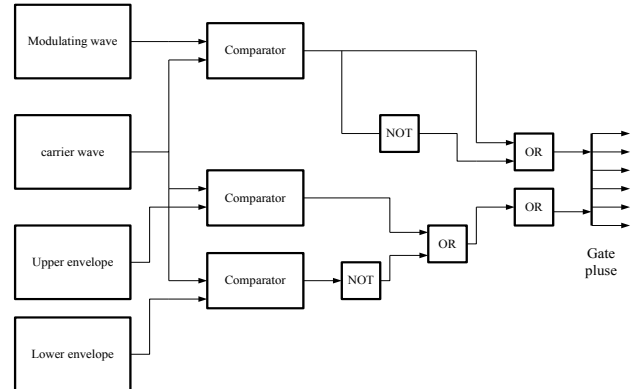 Modulating wave
Comparator
NOT
carrier wave
OR
Comparator
OR
Upper envelope
OR
Comparator
NOT
Gate
pluse
Lower envelope